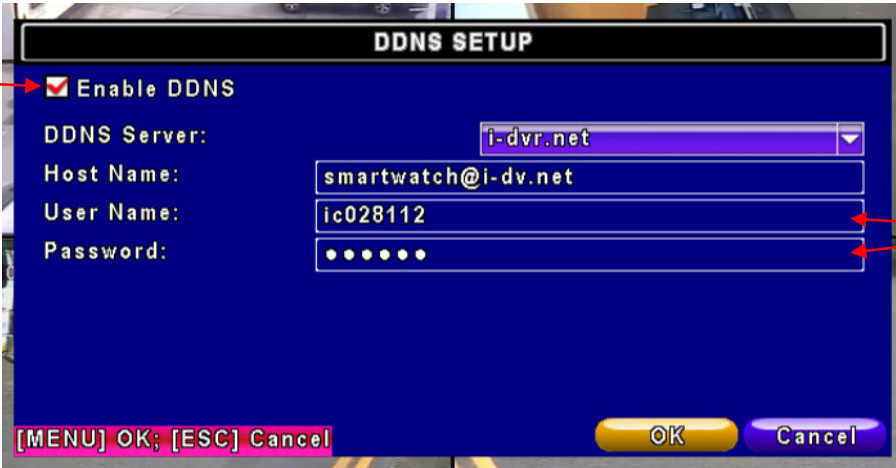 DDNS SETUP
Enable DDNS
DDNS Server: i-dvr.net
Host Name: smartwatch@i-dv.net
User Name: ic028112
Password: ●●●●●●
[MENU] OK; [ESC] Cancel OK Cancel